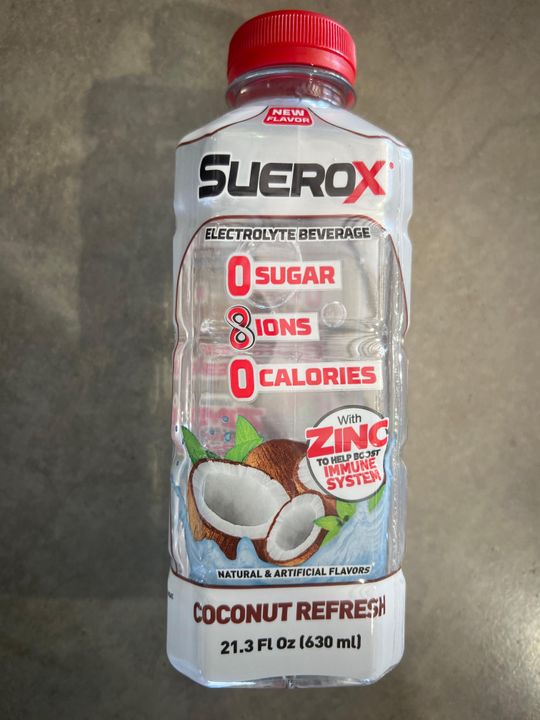 NEW
FLAVOR
SUEROX®
ELECTROLYTE BEVERAGE
0 SUGAR
8 IONS
0 CALORIES
With
ZINC
TO HELP BOOST
IMMUNE
SYSTEM
NATURAL & ARTIFICIAL FLAVORS
COCONUT REFRESH
21.3 Fl Oz (630 ml)